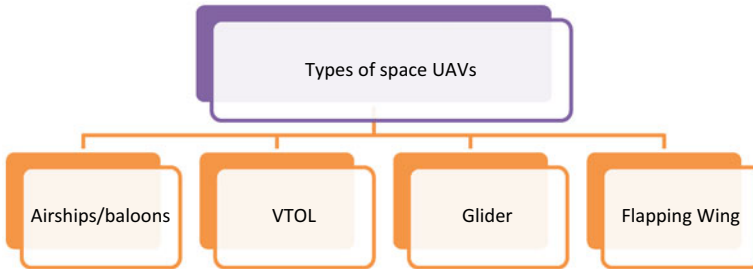 Types of space UAVs
Airships/baloons
VTOL
Glider
Flapping Wing